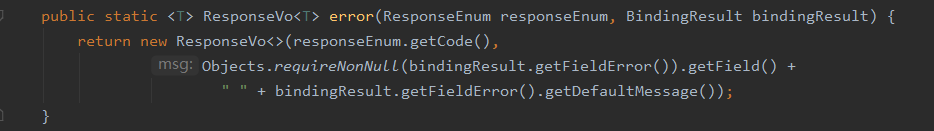 public static <T> ResponseVo<T> error(ResponseEnum responseEnum, BindingResult bindingResult) {
return new ResponseVo<>(responseEnum.getCode(),
msg: Objects.requireNonNull(bindingResult.getFieldError()).getField() +
" " + bindingResult.getFieldError().getDefaultMessage());
}